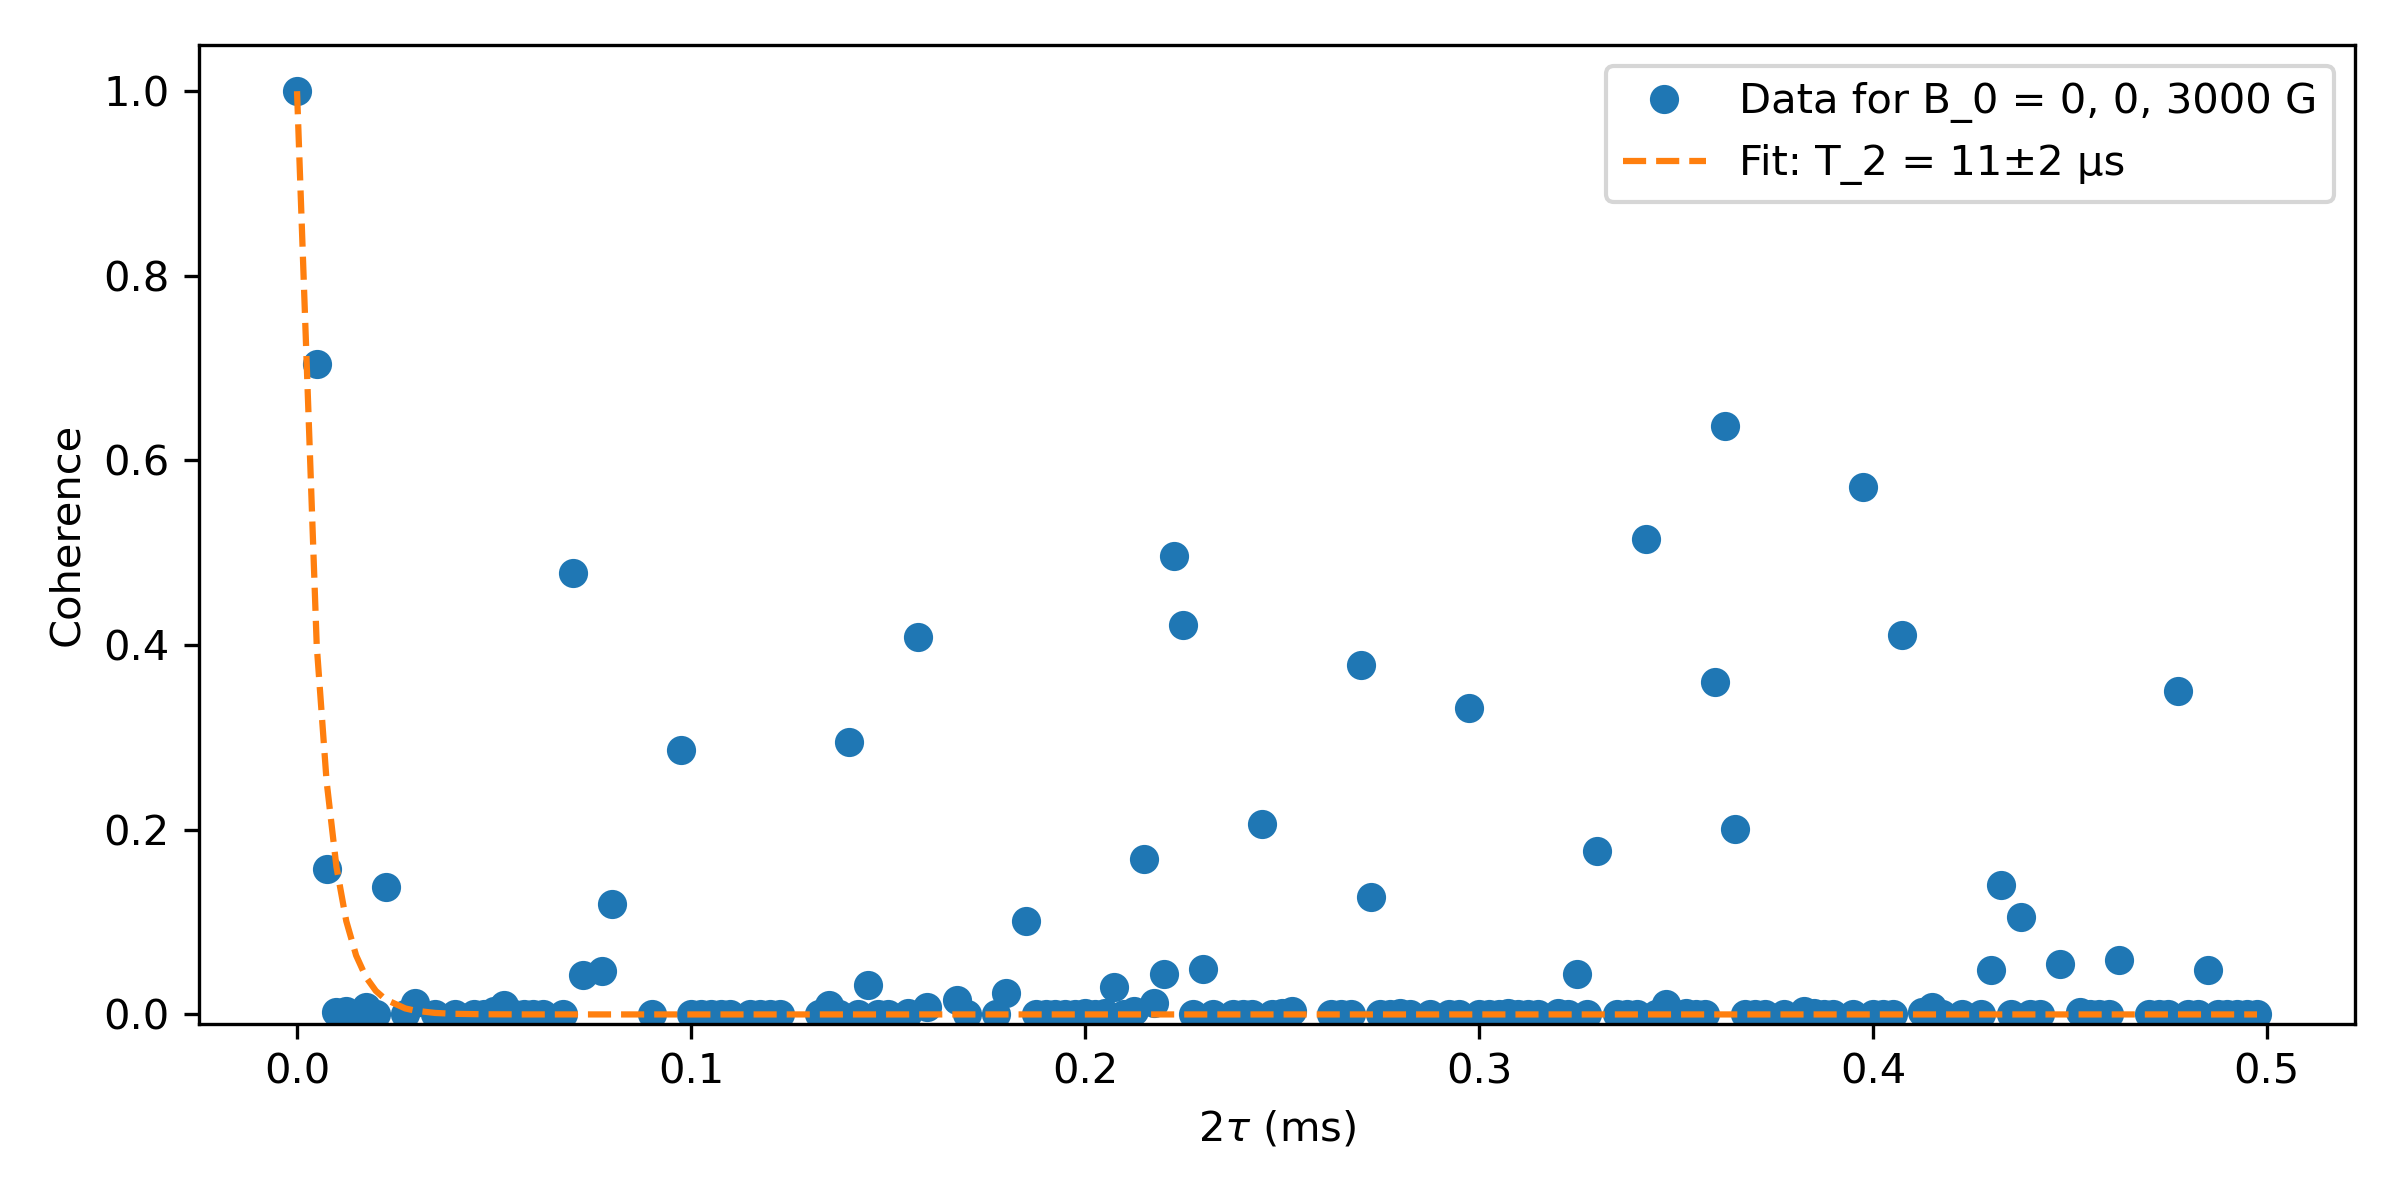 Data for B_0 = 0, 0, 3000 G
Fit: T_2 = 11±2 μs
1.0
0.8
0.6
0.4
0.2
0.0
Coherence
0.0 0.1 0.2 0.3 0.4 0.5
2τ (ms)